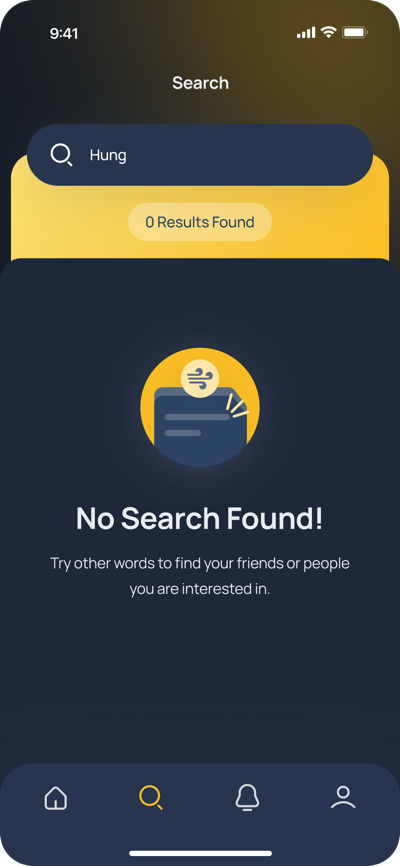 9:41
Search
Hung
0 Results Found
No Search Found!
Try other words to find your friends or people
you are interested in.